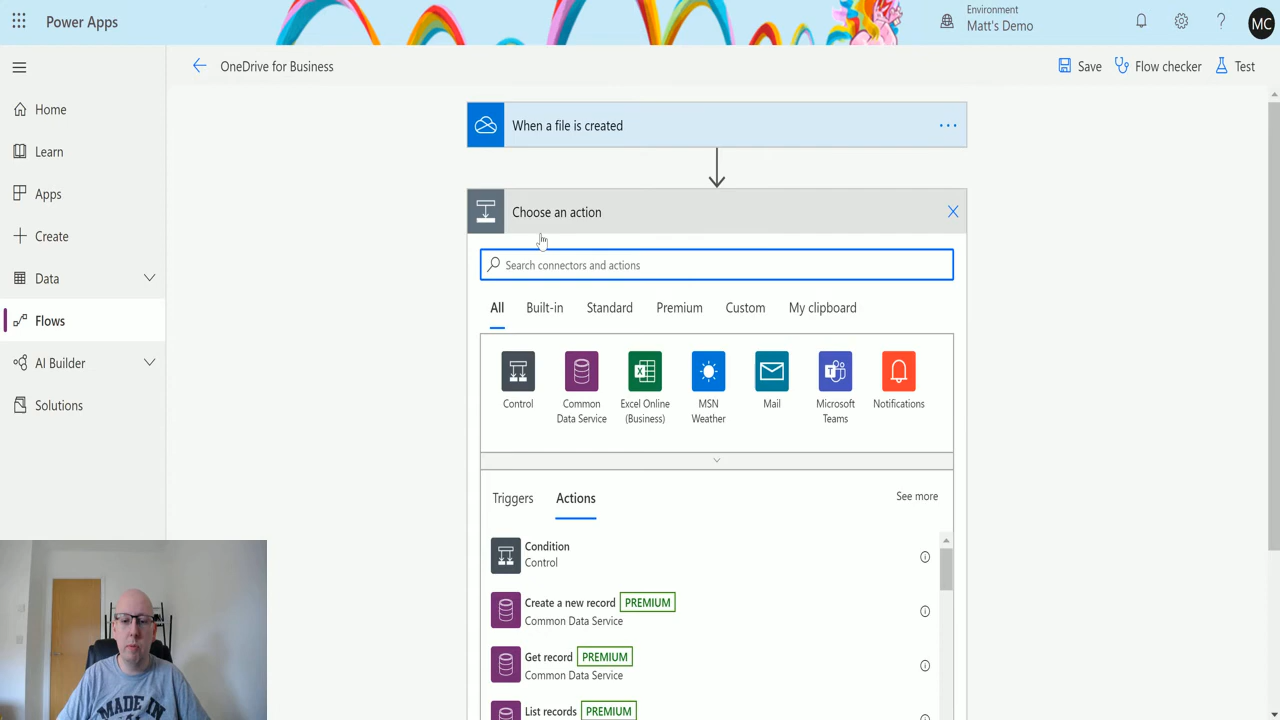 Power Apps
Environment
Matt's Demo
MC
OneDrive for Business
Save
Flow checker
Test
Home
Learn
Apps
Create
Data
Flows
AI Builder
Solutions
When a file is created
Choose an action
Search connectors and actions
All
Built-in
Standard
Premium
Custom
My clipboard
Control
Common
Data Service
Excel Online
(Business)
MSN
Weather
Mail
Microsoft
Teams
Notifications
Triggers
Actions
See more
Condition
Control
Create a new record PREMIUM
Common Data Service
Get record PREMIUM
Common Data Service
List records PREMIUM
MADE IN